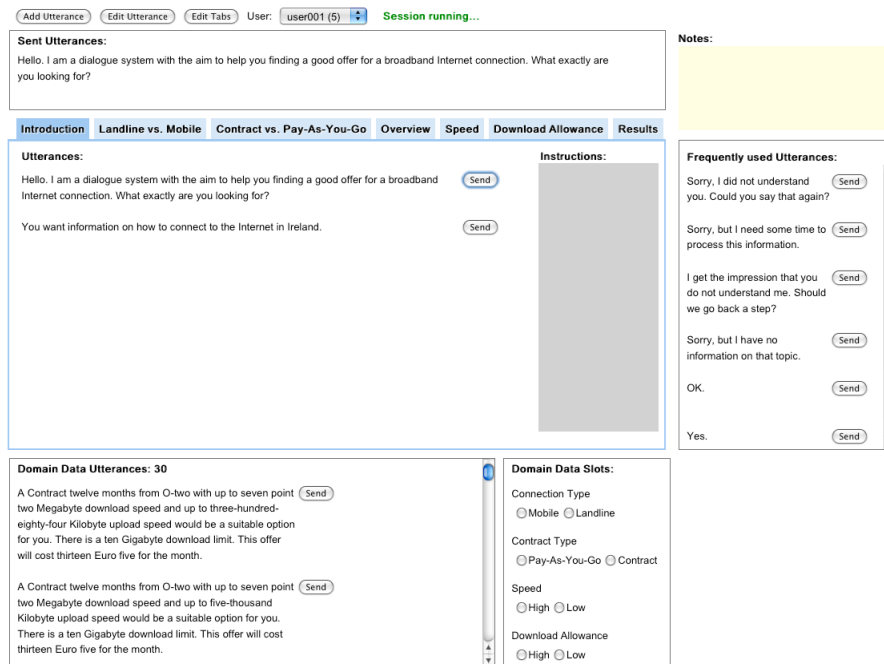 Add Utterance Edit Utterance Edit Tabs User: user001 (5) Session running...
Sent Utterances:
Hello. I am a dialogue system with the aim to help you finding a good offer for a broadband Internet connection. What exactly are
you looking for?
Notes:
Introduction Landline vs. Mobile Contract vs. Pay-As-You-Go Overview Speed Download Allowance Results
Utterances:
Hello. I am a dialogue system with the aim to help you finding a good offer for a broadband Send
Internet connection. What exactly are you looking for?
You want information on how to connect to the Internet in Ireland. Send
Instructions:
Frequently used Utterances:
Sorry, I did not understand Send
you. Could you say that again?
Sorry, but I need some time to Send
process this information.
I get the impression that you Send
do not understand me. Should
we go back a step?
Sorry, but I have no Send
information on that topic.
OK. Send
Yes. Send
Domain Data Utterances: 30
A Contract twelve months from O-two with up to seven point Send
two Megabyte download speed and up to three-hundred-
eighty-four Kilobyte upload speed would be a suitable option
for you. There is a ten Gigabyte download limit. This offer
will cost thirteen Euro five for the month.
A Contract twelve months from O-two with up to seven point Send
two Megabyte download speed and up to five-thousand
Kilobyte upload speed would be a suitable option for you.
There is a ten Gigabyte download limit. This offer will cost
thirteen Euro five for the month.
Domain Data Slots:
Connection Type
Mobile Landline
Contract Type
Pay-As-You-Go Contract
Speed
High Low
Download Allowance
High Low